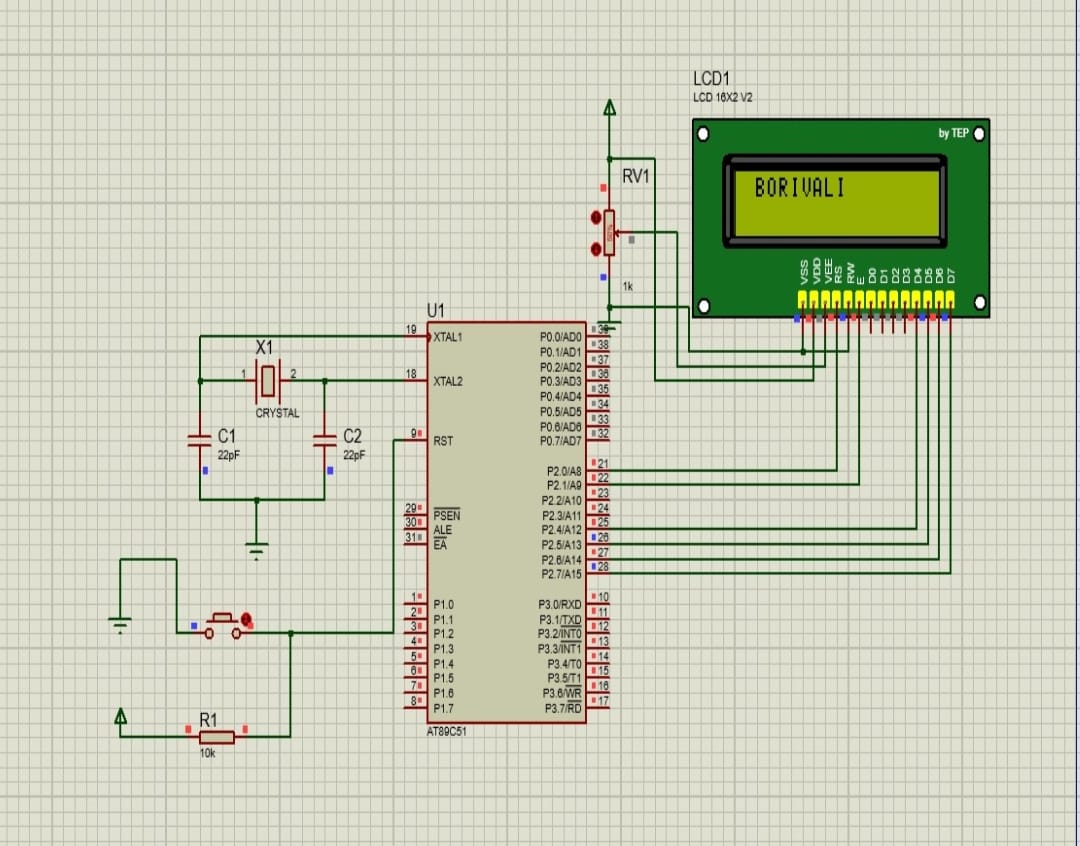 LCD1
LCD 16X2 V2
by TEP
BORIVALI
VSS VDD VEE RS RW E D0 D1 D2 D3 D4 D5 D6 D7
RV1
1k
U1
19 XTAL1
18 XTAL2
9 RST
29 PSEN
30 ALE
31 EA
1 P1.0
2 P1.1
3 P1.2
4 P1.3
5 P1.4
6 P1.5
7 P1.6
8 P1.7
P0.0/AD0 39
P0.1/AD1 38
P0.2/AD2 37
P0.3/AD3 36
P0.4/AD4 35
P0.5/AD5 34
P0.6/AD6 33
P0.7/AD7 32
P2.0/A8 21
P2.1/A9 22
P2.2/A10 23
P2.3/A11 24
P2.4/A12 25
P2.5/A13 26
P2.6/A14 27
P2.7/A15 28
P3.0/RXD 10
P3.1/TXD 11
P3.2/INT0 12
P3.3/INT1 13
P3.4/T0 14
P3.5/T1 15
P3.6/WR 16
P3.7/RD 17
AT89C51
X1
1 2
CRYSTAL
C1
22pF
C2
22pF
R1
10k